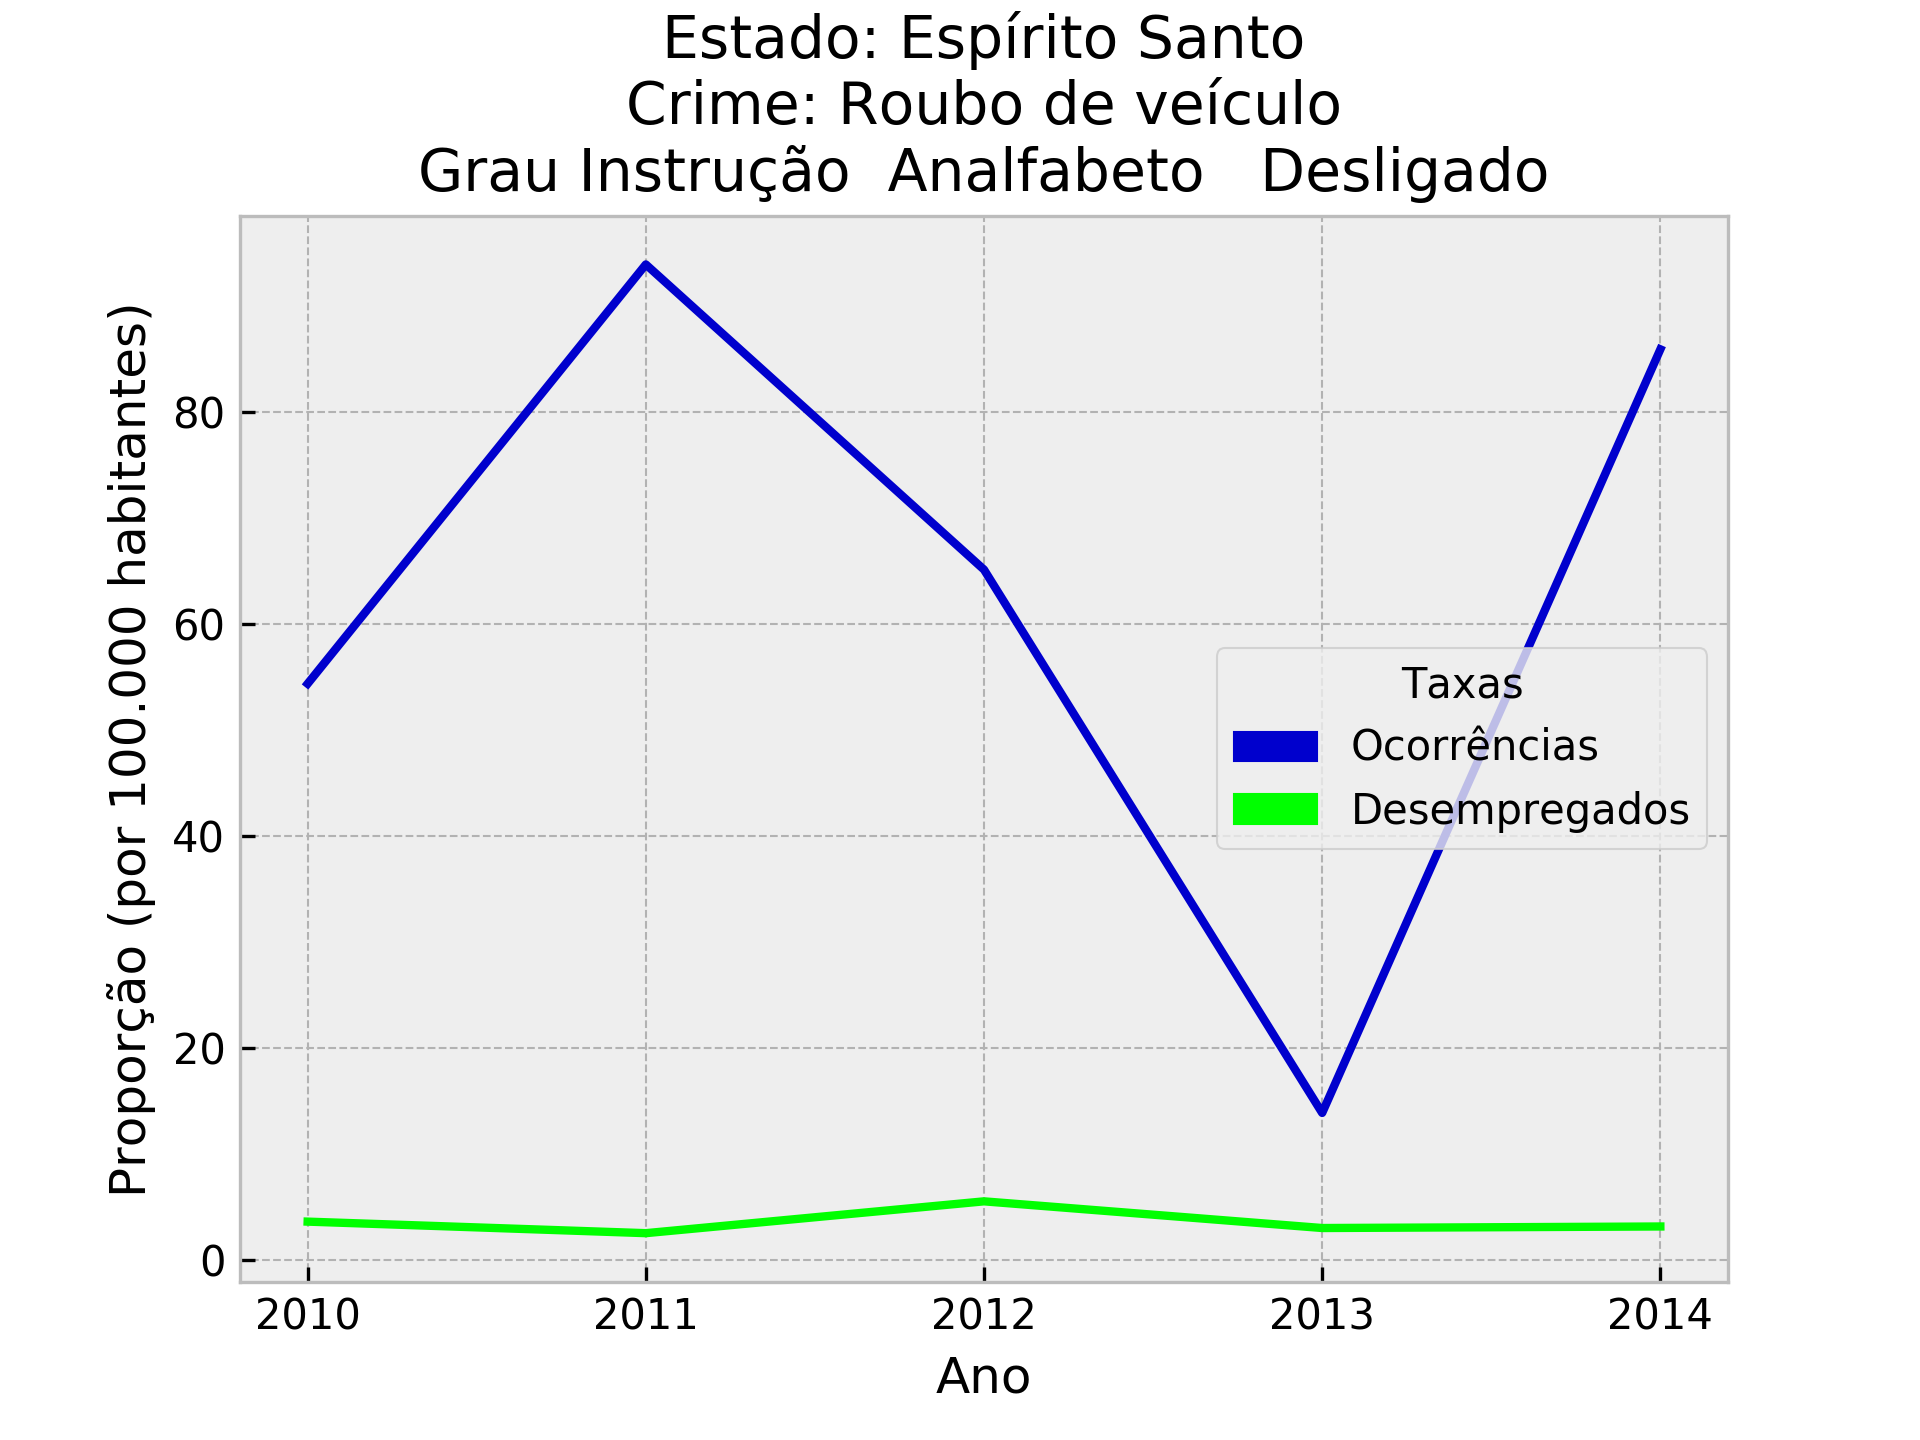 Estado: Espírito Santo
Crime: Roubo de veículo
Grau Instrução  Analfabeto   Desligado
Proporção (por 100.000 habitantes)
80
60
40
20
0
Taxas
Ocorrências
Desempregados
2010 2011 2012 2013 2014
Ano